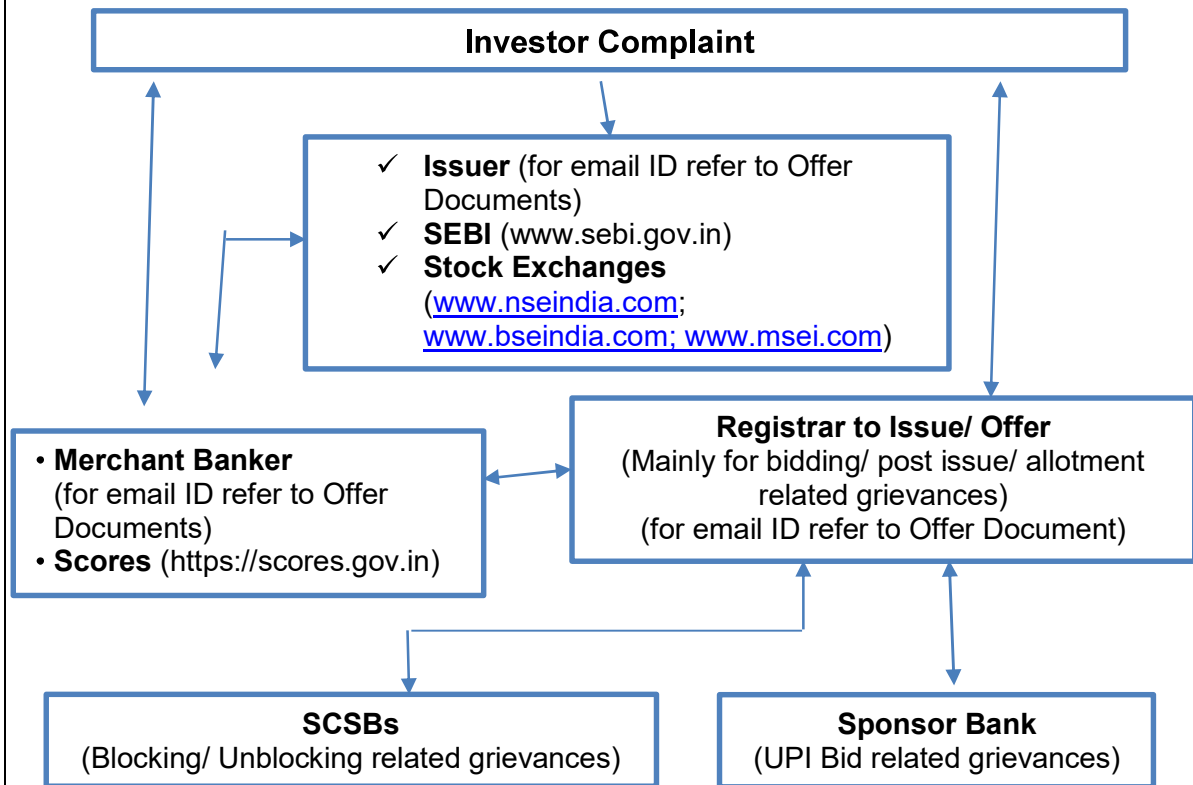 Investor Complaint
✓ Issuer (for email ID refer to Offer
Documents)
✓ SEBI (www.sebi.gov.in)
✓ Stock Exchanges
(www.nseindia.com;
www.bseindia.com; www.msei.com)
• Merchant Banker
(for email ID refer to Offer
Documents)
• Scores (https://scores.gov.in)
Registrar to Issue/ Offer
(Mainly for bidding/ post issue/ allotment
related grievances)
(for email ID refer to Offer Document)
SCSBs
(Blocking/ Unblocking related grievances)
Sponsor Bank
(UPI Bid related grievances)